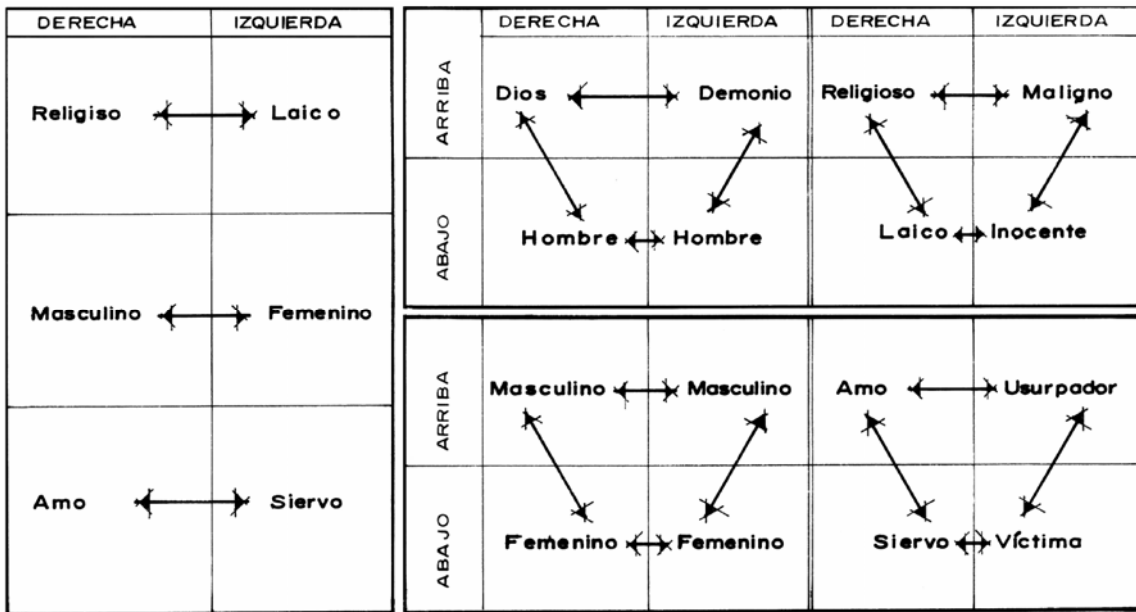 DERECHA IZQUIERDA
Religiso Laico
Masculino Femenino
Amo Siervo
DERECHA IZQUIERDA DERECHA IZQUIERDA
ARRIBA
Dios Demonio Religioso Maligno
ABAJO
Hombre Hombre Laico Inocente
ARRIBA
Masculino Masculino Amo Usurpador
ABAJO
Femenino Femenino Siervo Víctima